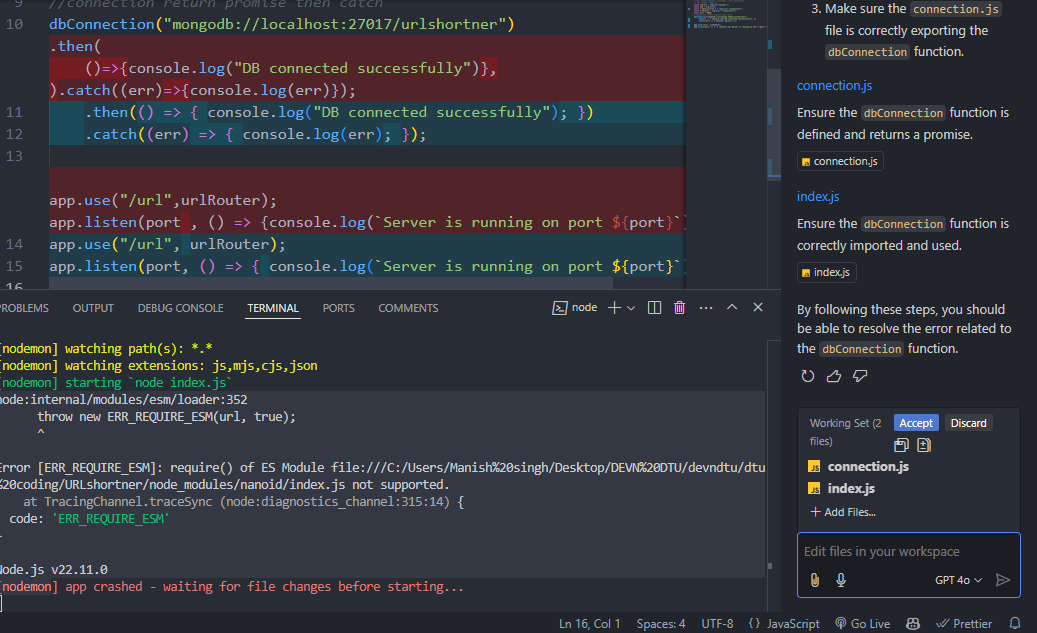 9 //connection return promise then catch
10 dbConnection("mongodb://localhost:27017/urlshortner")
.then(
()=>{console.log("DB connected successfully")},
).catch((err)=>{console.log(err)});
11 .then(() => { console.log("DB connected successfully"); })
12 .catch((err) => { console.log(err); });
13
app.use("/url",urlRouter);
app.listen(port , () => {console.log(`Server is running on port ${port}`
14 app.use("/url", urlRouter);
15 app.listen(port, () => { console.log(`Server is running on port ${port}`
16
PROBLEMS OUTPUT DEBUG CONSOLE TERMINAL PORTS COMMENTS node
[nodemon] watching path(s): *.*
[nodemon] watching extensions: js,mjs,cjs,json
[nodemon] starting `node index.js`
node:internal/modules/esm/loader:352
throw new ERR_REQUIRE_ESM(url, true);
^
Error [ERR_REQUIRE_ESM]: require() of ES Module file:///C:/Users/Manish%20singh/Desktop/DEVN%20DTU/devndtu/dtu
%20coding/URLshortner/node_modules/nanoid/index.js not supported.
at TracingChannel.traceSync (node:diagnostics_channel:315:14) {
code: 'ERR_REQUIRE_ESM'
}
Node.js v22.11.0
[nodemon] app crashed - waiting for file changes before starting...
3. Make sure the connection.js
file is correctly exporting the
dbConnection function.
connection.js
Ensure the dbConnection function is
defined and returns a promise.
JS connection.js
index.js
Ensure the dbConnection function is
correctly imported and used.
JS index.js
By following these steps, you should
be able to resolve the error related to
the dbConnection function.
Working Set (2
files)
Accept Discard
JS connection.js
JS index.js
+ Add Files...
Edit files in your workspace
GPT 4o
Ln 16, Col 1 Spaces: 4 UTF-8 {} JavaScript Go Live Prettier